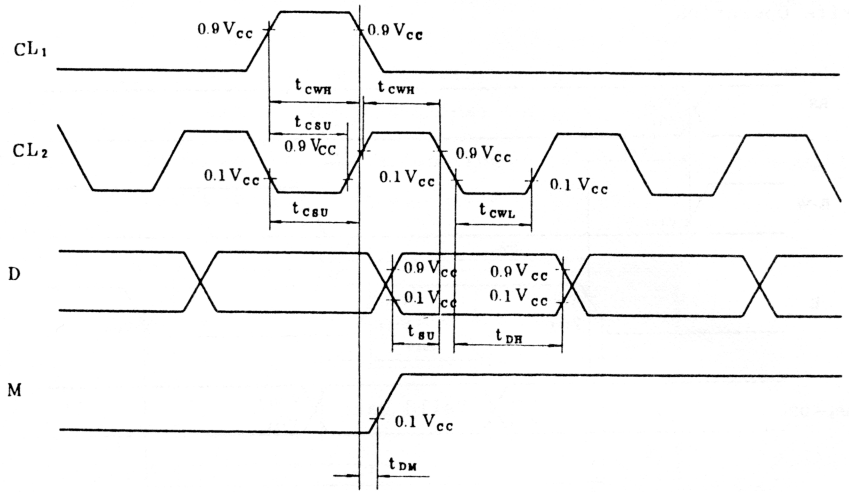 0.9 VCC
0.9 VCC
CL1
tCWH
tCWH
tCSU
0.9 VCC
0.9 VCC
CL2
0.1 VCC
0.1 VCC
0.1 VCC
tCSU
tCWL
D
0.9 VCC
0.9 VCC
0.1 VCC
0.1 VCC
tSU
tDH
M
0.1 VCC
tDM